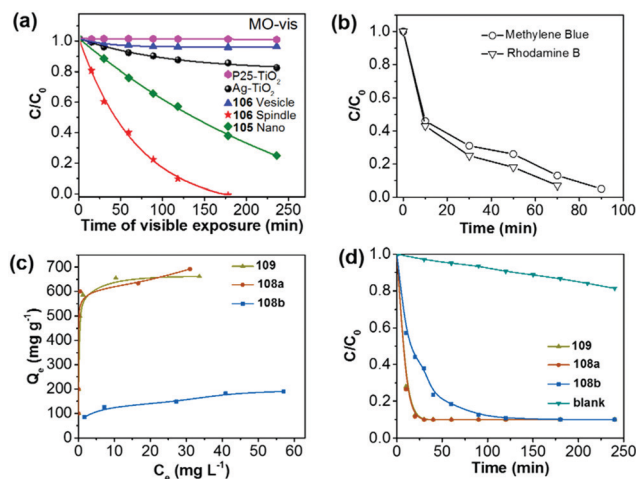 (a)
MO-vis
C/C₀
1.0
0.8
0.6
0.4
0.2
0.0
P25-TiO₂
Ag-TiO₂
106 Vesicle
106 Spindle
105 Nano
0 50 100 150 200 250
Time of visible exposure (min)
(b)
C/C₀
1.0
0.8
0.6
0.4
0.2
0.0
Methylene Blue
Rhodamine B
0 20 40 60 80 100
Time (min)
(c)
Qₑ (mg g⁻¹)
800
700
600
500
400
300
200
100
0
109
108a
108b
0 10 20 30 40 50 60
Cₑ (mg L⁻¹)
(d)
C/C₀
1.0
0.8
0.6
0.4
0.2
0.0
109
108a
108b
blank
0 50 100 150 200 250
Time (min)